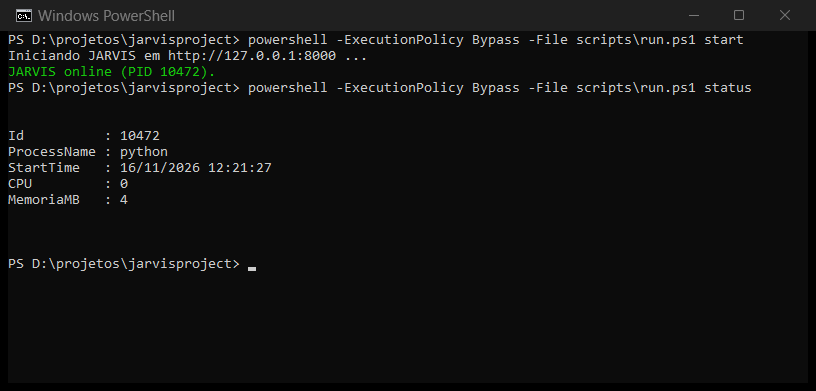 Windows PowerShell
PS D:\projetos\jarvisproject> powershell -ExecutionPolicy Bypass -File scripts\run.ps1 start
Iniciando JARVIS em http://127.0.0.1:8000 ...
JARVIS online (PID 10472).
PS D:\projetos\jarvisproject> powershell -ExecutionPolicy Bypass -File scripts\run.ps1 status
Id          : 10472
ProcessName : python
StartTime   : 16/11/2026 12:21:27
CPU         : 0
MemoriaMB   : 4
PS D:\projetos\jarvisproject>